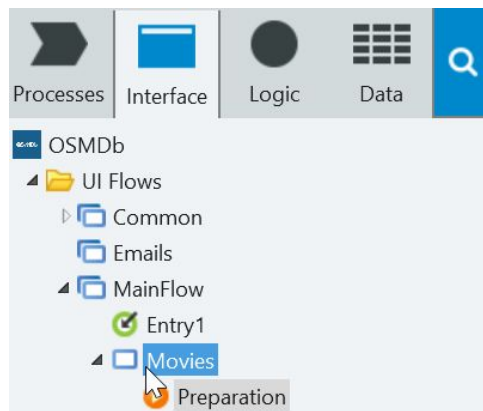 Processes Interface Logic Data
OSMDb
UI Flows
Common
Emails
MainFlow
Entry1
Movies
Preparation